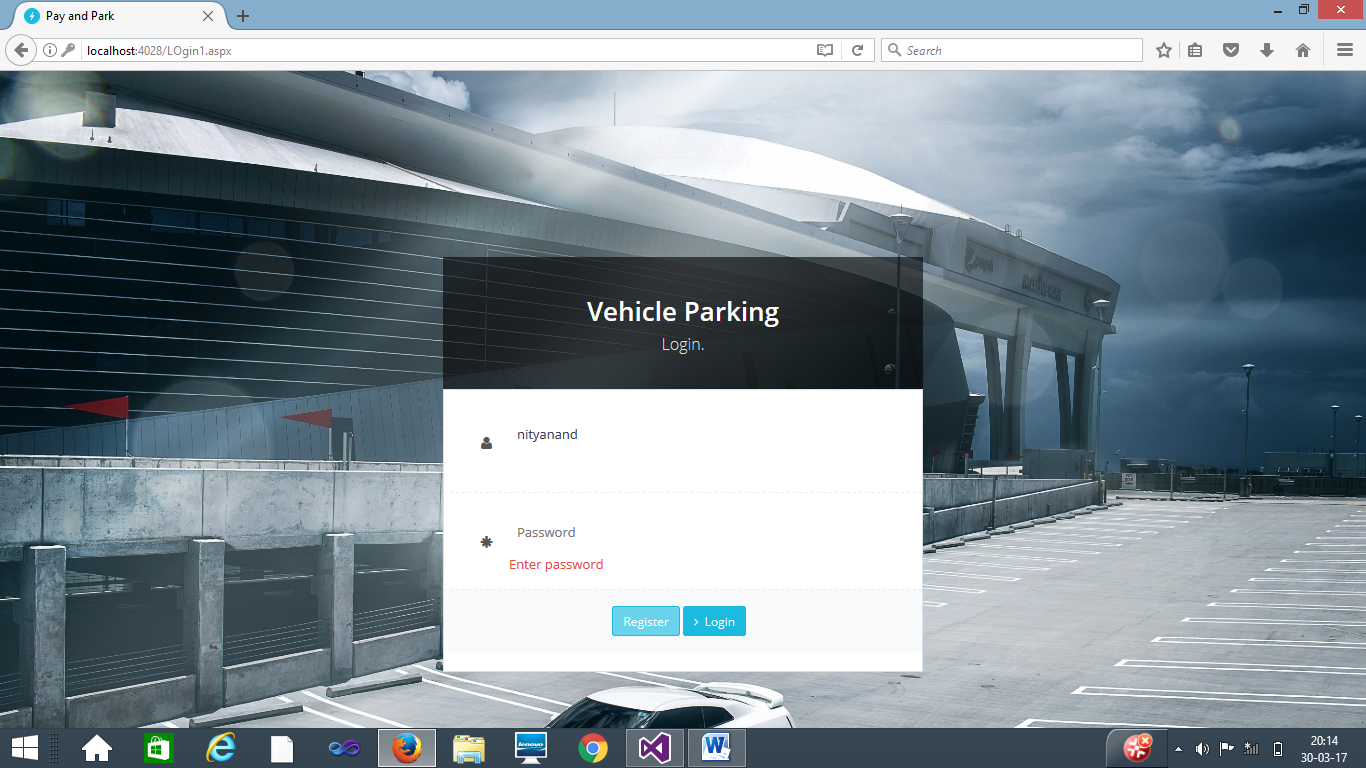 Pay and Park
localhost:4028/LOgin1.aspx
Search
Vehicle Parking
Login.
nityanand
Password
Enter password
Register
Login
lenovo
20:14
30-03-17